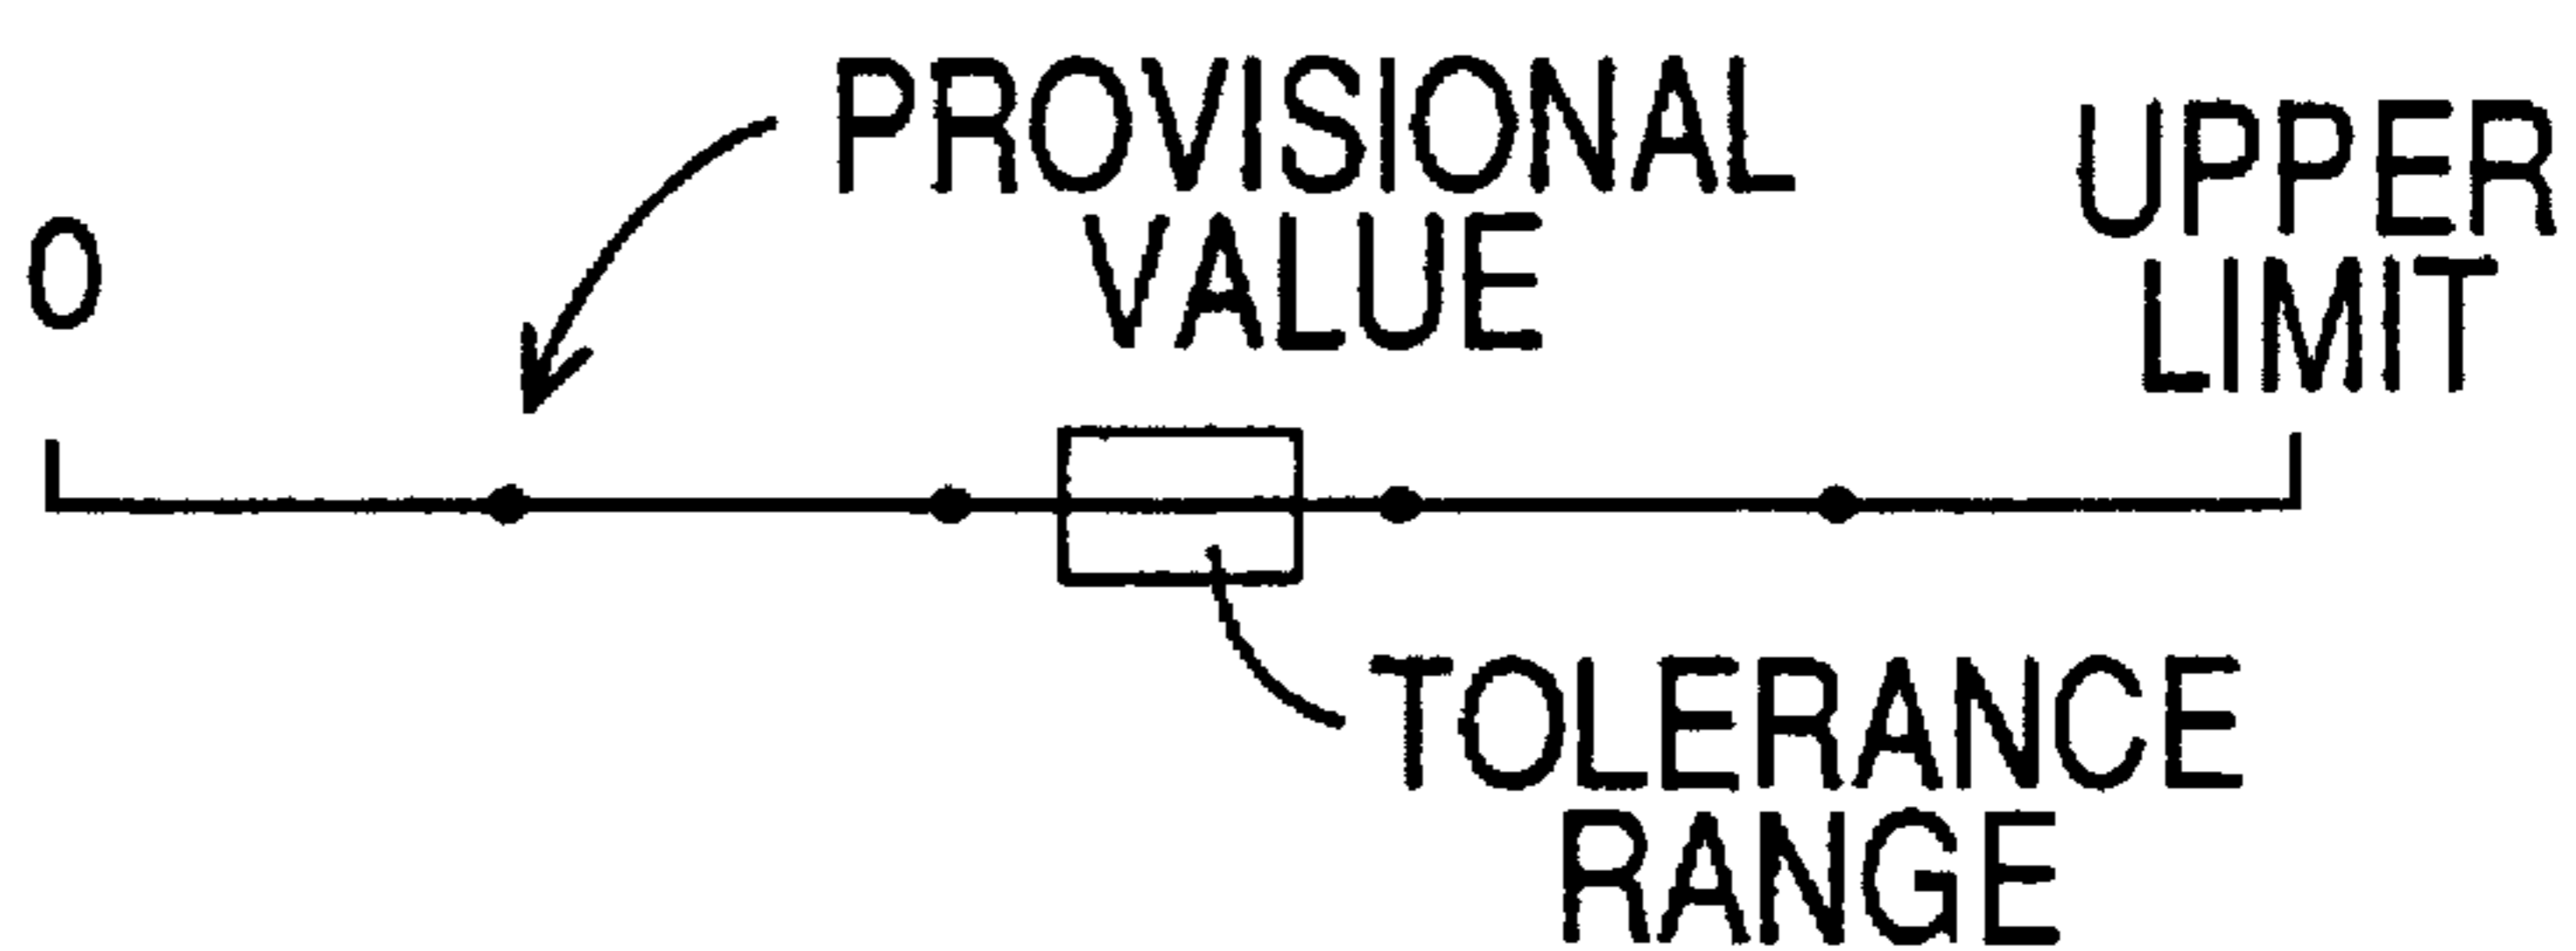 0
PROVISIONAL
VALUE
UPPER
LIMIT
TOLERANCE
RANGE